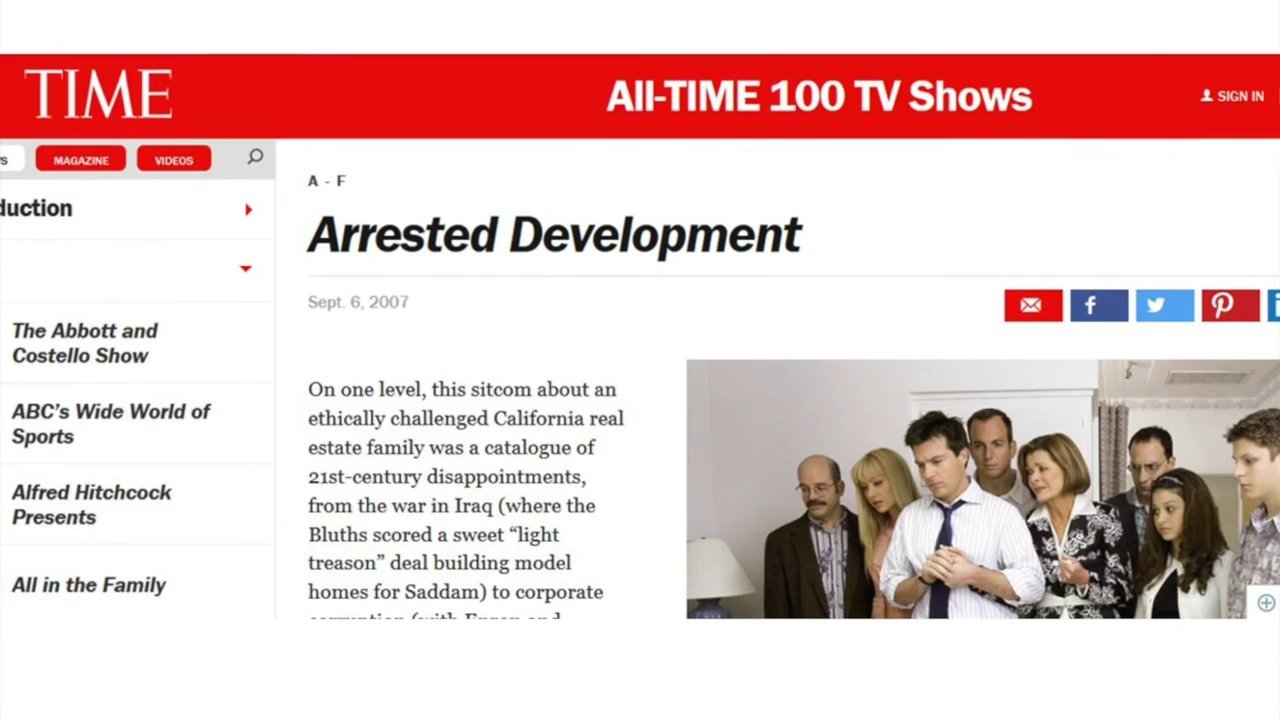 TIME
All-TIME 100 TV Shows
SIGN IN
MAGAZINE
VIDEOS
A - F
duction
Arrested Development
Sept. 6, 2007
The Abbott and
Costello Show
ABC's Wide World of
Sports
Alfred Hitchcock
Presents
All in the Family
On one level, this sitcom about an
ethically challenged California real
estate family was a catalogue of
21st-century disappointments,
from the war in Iraq (where the
Bluths scored a sweet “light
treason” deal building model
homes for Saddam) to corporate